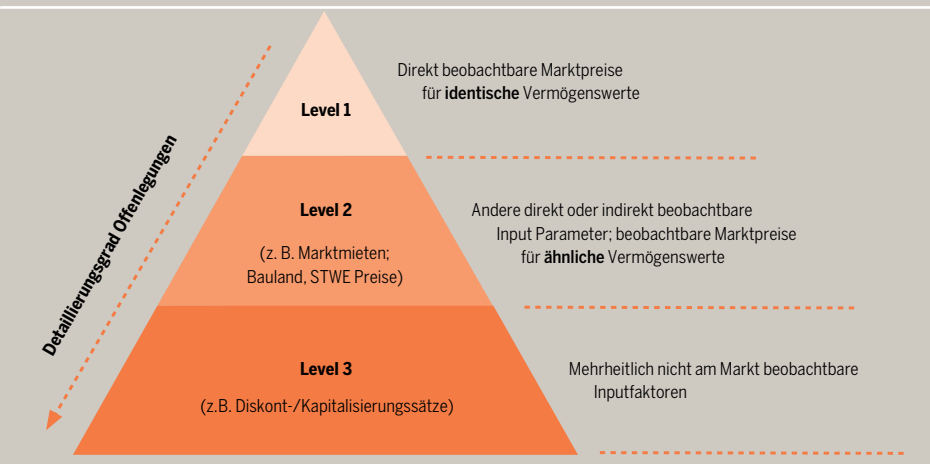 Detaillierungsgrad Offenlegungen
Level 1
Direkt beobachtbare Marktpreise
für identische Vermögenswerte
Level 2
(z. B. Marktmieten;
Bauland, STWE Preise)
Andere direkt oder indirekt beobachtbare
Input Parameter; beobachtbare Marktpreise
für ähnliche Vermögenswerte
Level 3
(z.B. Diskont-/Kapitalisierungssätze)
Mehrheitlich nicht am Markt beobachtbare
Inputfaktoren